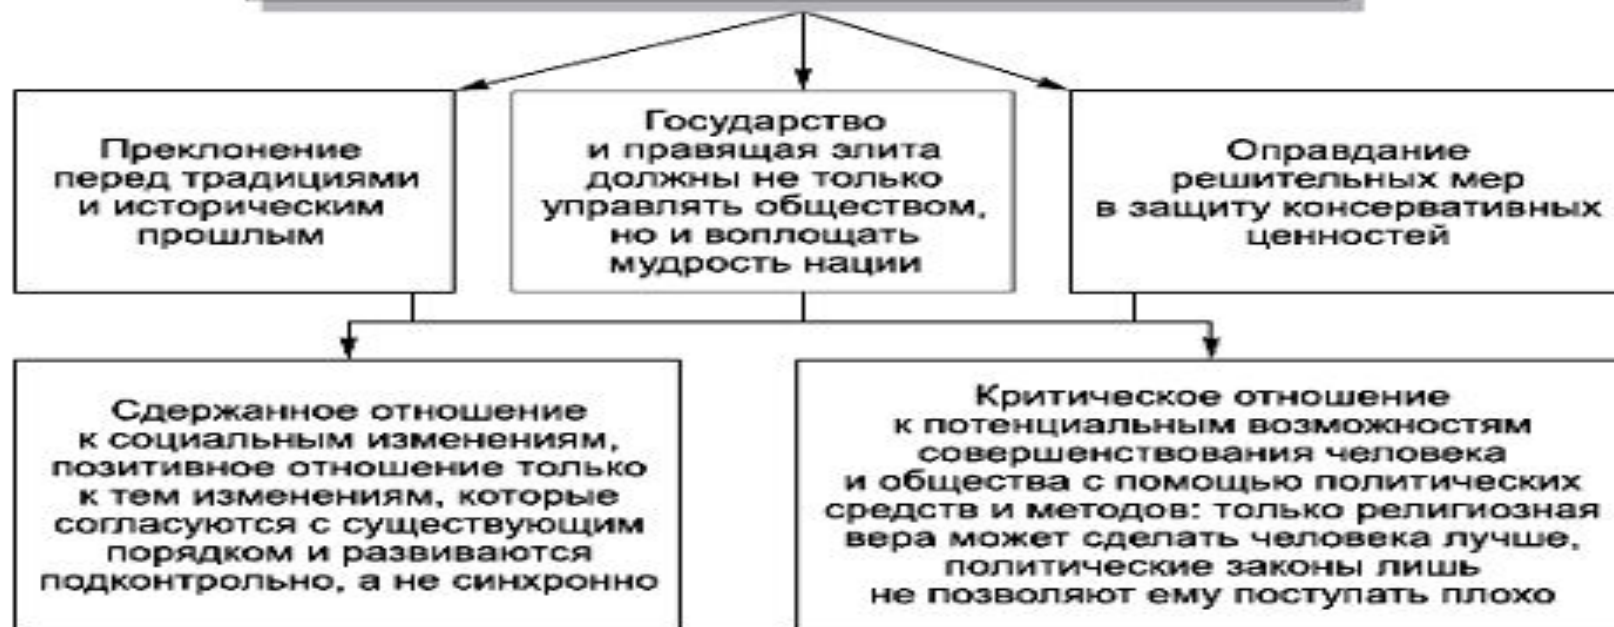 Преклонение
перед традициями
и историческим
прошлым
Государство
и правящая элита
должны не только
управлять обществом,
но и воплощать
мудрость нации
Оправдание
решительных мер
в защиту консервативных
ценностей
Сдержанное отношение
к социальным изменениям,
позитивное отношение только
к тем изменениям, которые
согласуются с существующим
порядком и развиваются
подконтрольно, а не синхронно
Критическое отношение
к потенциальным возможностям
совершенствования человека
и общества с помощью политических
средств и методов: только религиозная
вера может сделать человека лучше,
политические законы лишь
не позволяют ему поступать плохо